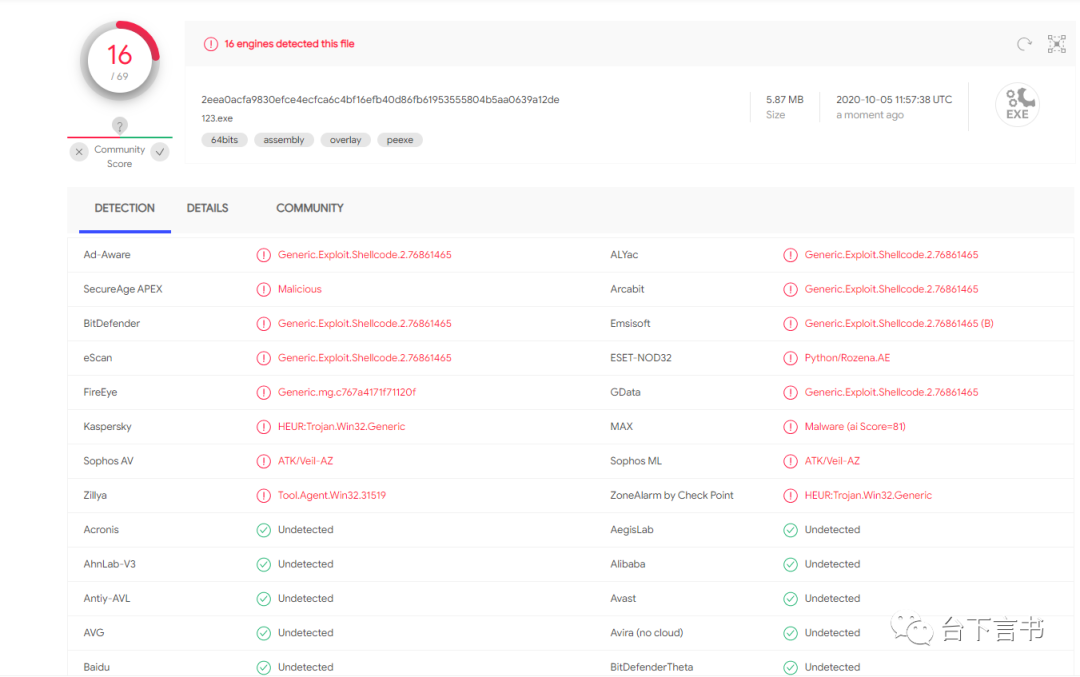 16
/ 69
?
Community
Score
16 engines detected this file
2eea0acfa9830efce4ecfca6c4bf16efb40d86fb61953555804b5aa0639a12de
123.exe
64bits assembly overlay peexe
5.87 MB
Size
2020-10-05 11:57:38 UTC
a moment ago
EXE
DETECTION DETAILS COMMUNITY
Ad-Aware Generic.Exploit.Shellcode.2.76861465 ALYac Generic.Exploit.Shellcode.2.76861465
SecureAge APEX Malicious Arcabit Generic.Exploit.Shellcode.2.76861465
BitDefender Generic.Exploit.Shellcode.2.76861465 Emsisoft Generic.Exploit.Shellcode.2.76861465 (B)
eScan Generic.Exploit.Shellcode.2.76861465 ESET-NOD32 Python/Rozena.AE
FireEye Generic.mg.c767a4171f71120f GData Generic.Exploit.Shellcode.2.76861465
Kaspersky HEUR:Trojan.Win32.Generic MAX Malware (ai Score=81)
Sophos AV ATK/Veil-AZ Sophos ML ATK/Veil-AZ
Zillya Tool.Agent.Win32.31519 ZoneAlarm by Check Point HEUR:Trojan.Win32.Generic
Acronis Undetected AegisLab Undetected
AhnLab-V3 Undetected Alibaba Undetected
Antiy-AVL Undetected Avast Undetected
AVG Undetected Avira (no cloud) Undetected
台下言书
Baidu Undetected BitDefenderTheta Undetected